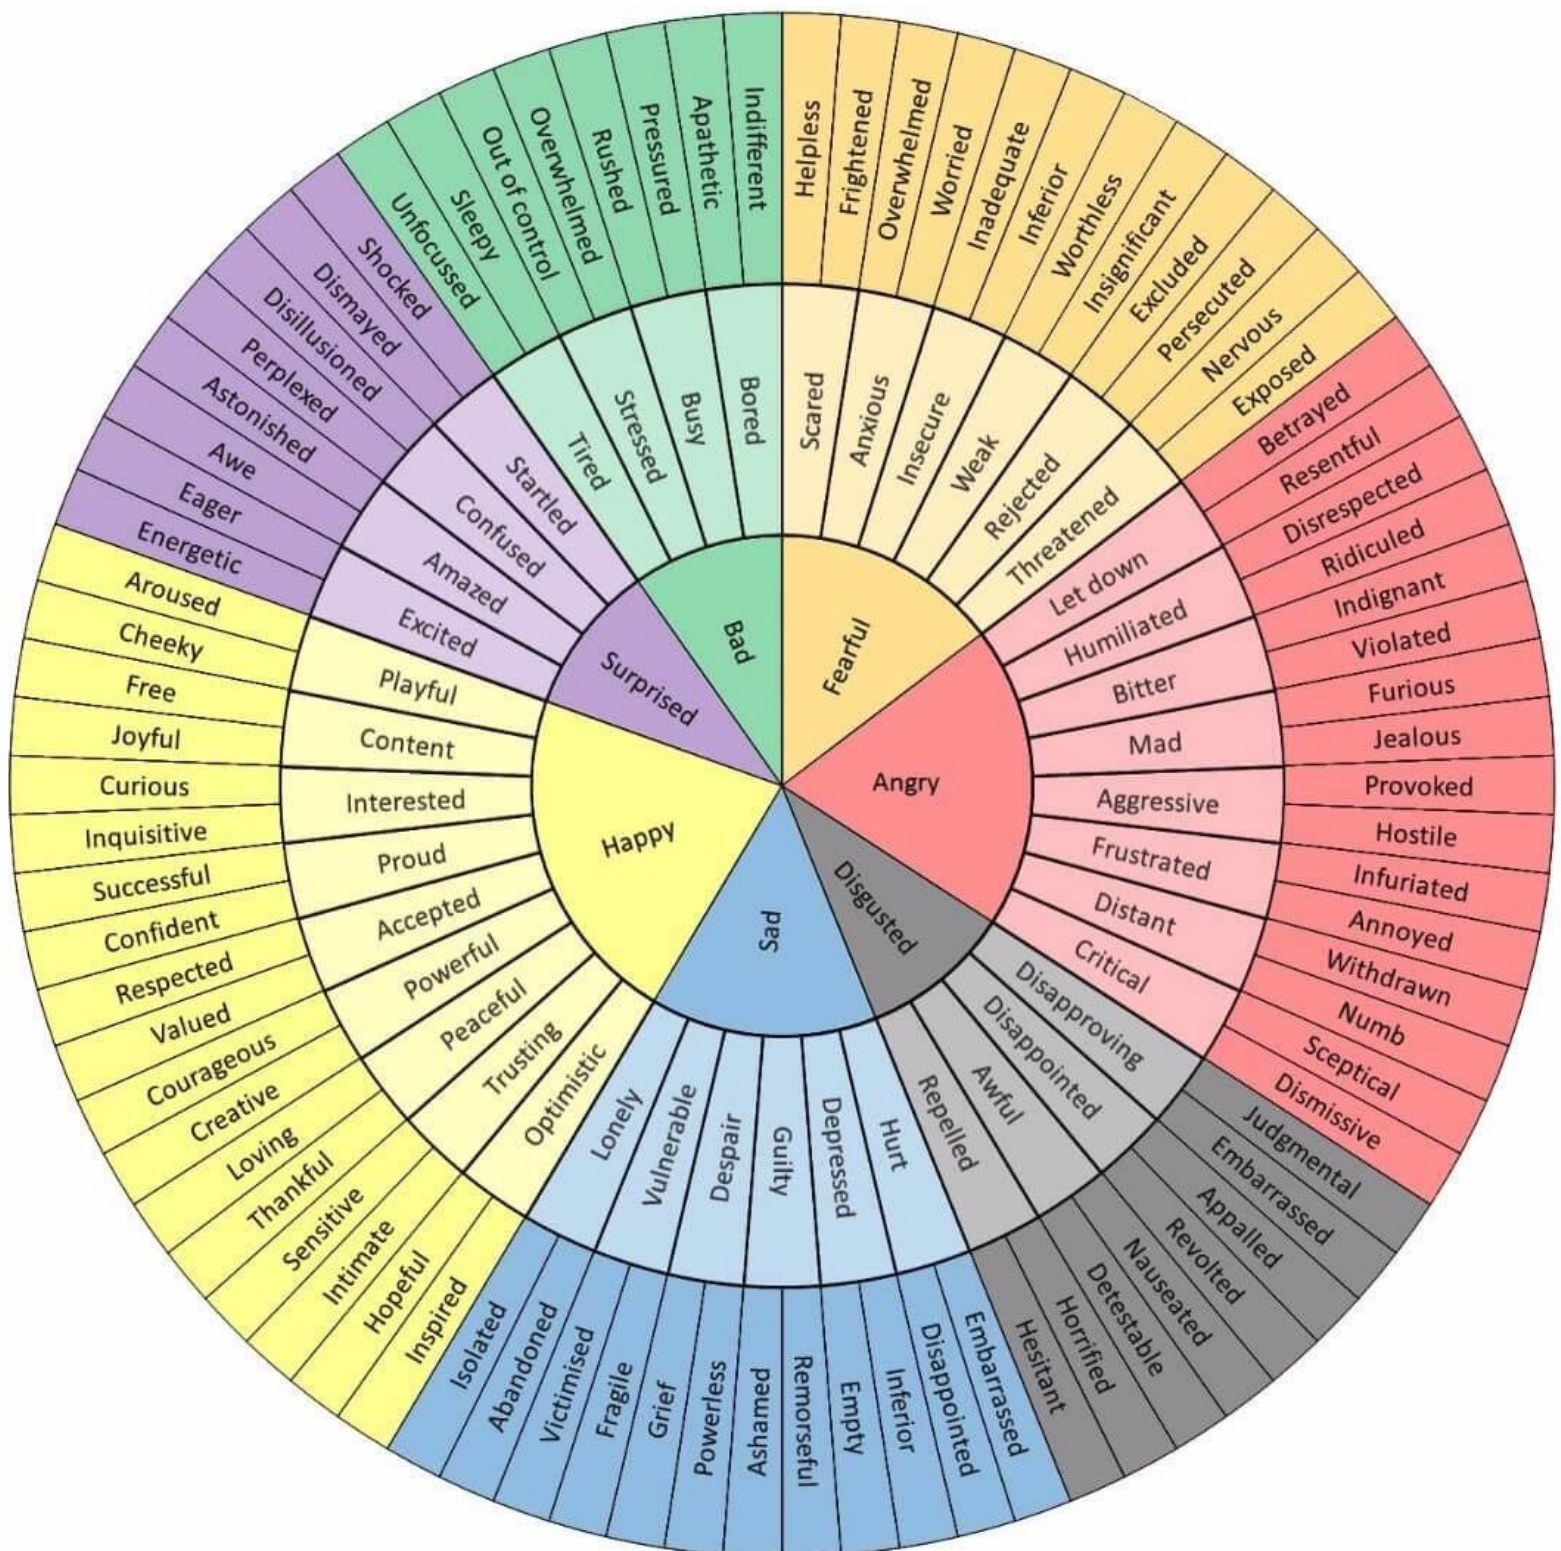 Fearful
Angry
Disgusted
Sad
Happy
Surprised
Bad
Scared
Anxious
Insecure
Weak
Rejected
Threatened
Let down
Humiliated
Bitter
Mad
Aggressive
Frustrated
Distant
Critical
Disapproving
Disappointed
Awful
Repelled
Hurt
Depressed
Guilty
Despair
Vulnerable
Lonely
Optimistic
Trusting
Peaceful
Powerful
Accepted
Proud
Interested
Content
Playful
Excited
Amazed
Confused
Startled
Tired
Stressed
Busy
Bored
Helpless
Frightened
Overwhelmed
Worried
Inadequate
Inferior
Worthless
Insignificant
Excluded
Persecuted
Nervous
Exposed
Betrayed
Resentful
Disrespected
Ridiculed
Indignant
Violated
Furious
Jealous
Provoked
Hostile
Infuriated
Annoyed
Withdrawn
Numb
Sceptical
Dismissive
Judgmental
Embarrassed
Appalled
Revolted
Nauseated
Detestable
Horrified
Hesitant
Embarrassed
Disappointed
Inferior
Empty
Remorseful
Ashamed
Powerless
Grief
Fragile
Victimised
Abandoned
Isolated
Inspired
Hopeful
Intimate
Sensitive
Thankful
Loving
Creative
Courageous
Valued
Respected
Confident
Successful
Inquisitive
Curious
Joyful
Free
Cheeky
Aroused
Energetic
Eager
Awe
Astonished
Perplexed
Disillusioned
Dismayed
Shocked
Unfocussed
Sleepy
Out of control
Overwhelmed
Rushed
Pressured
Apathetic
Indifferent